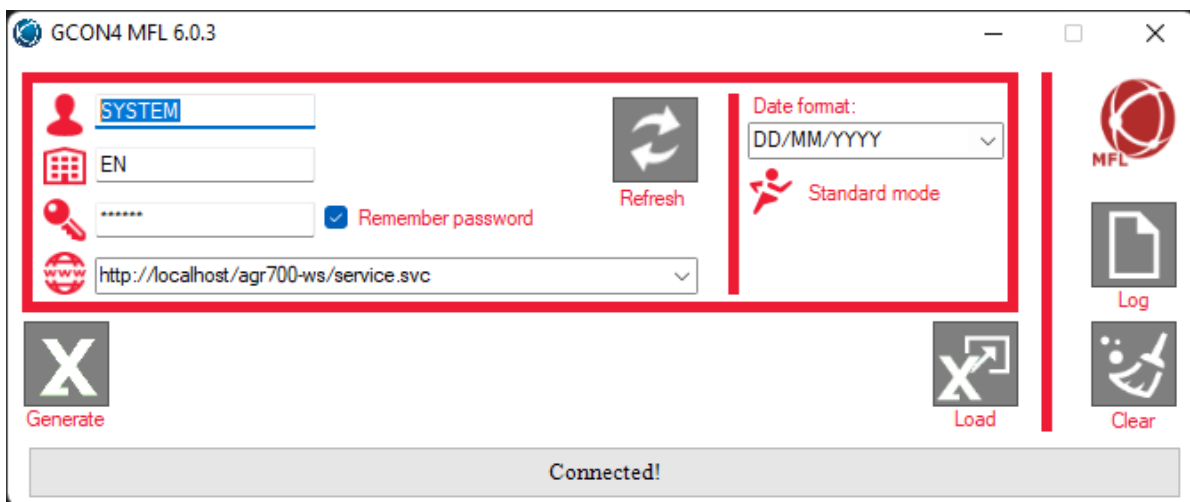 GCON4 MFL 6.0.3
SYSTEM
EN
******
Remember password
www
http://localhost/agr700-ws/service.svc
Refresh
Date format:
DD/MM/YYYY
Standard mode
MFL
Log
X
Generate
X
Load
Clear
Connected!